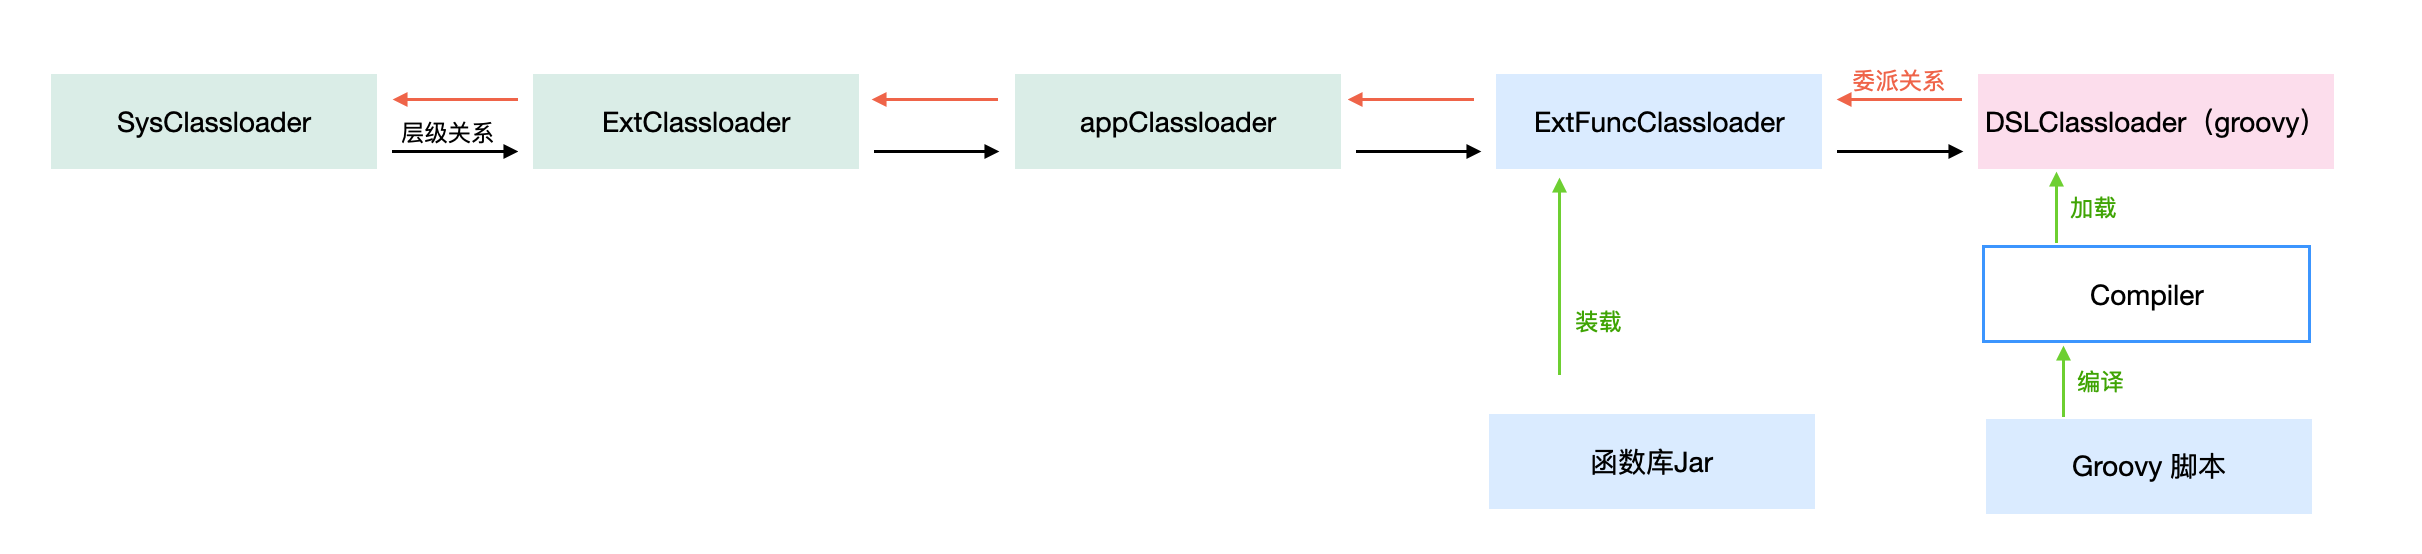 委派关系
SysClassloader
层级关系
ExtClassloader
appClassloader
ExtFuncClassloader
DSLClassloader（groovy）
加载
Compiler
装载
编译
函数库Jar
Groovy 脚本